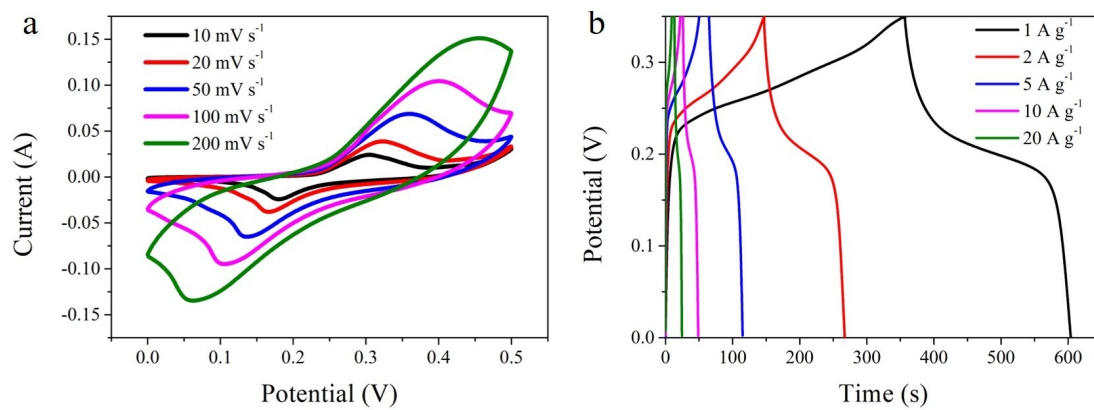 a
10 mV s⁻¹
20 mV s⁻¹
50 mV s⁻¹
100 mV s⁻¹
200 mV s⁻¹
Current (A)
0.15
0.10
0.05
0.00
-0.05
-0.10
-0.15
0.0 0.1 0.2 0.3 0.4 0.5
Potential (V)
b
1 A g⁻¹
2 A g⁻¹
5 A g⁻¹
10 A g⁻¹
20 A g⁻¹
Potential (V)
0.3
0.2
0.1
0.0
0 100 200 300 400 500 600
Time (s)